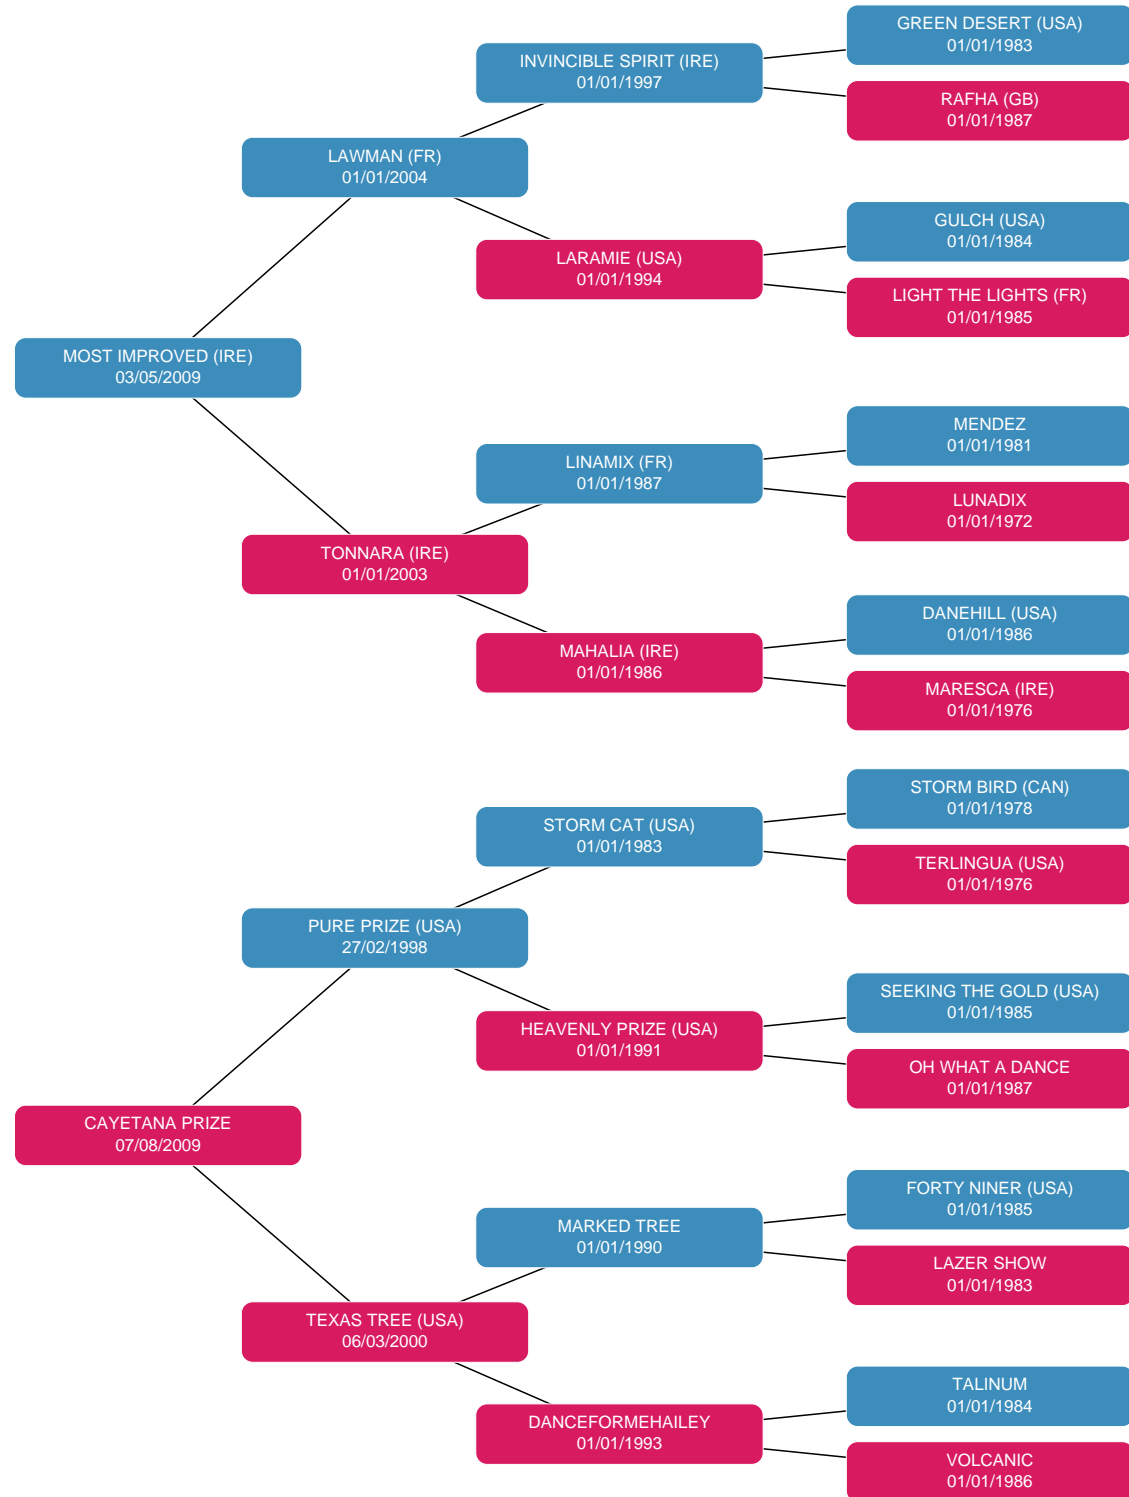 GREEN DESERT (USA)
01/01/1983
INVINCIBLE SPIRIT (IRE)
01/01/1997
RAFHA (GB)
01/01/1987
LAWMAN (FR)
01/01/2004
GULCH (USA)
01/01/1984
LARAMIE (USA)
01/01/1994
LIGHT THE LIGHTS (FR)
01/01/1985
MOST IMPROVED (IRE)
03/05/2009
MENDEZ
01/01/1981
LINAMIX (FR)
01/01/1987
LUNADIX
01/01/1972
TONNARA (IRE)
01/01/2003
DANEHILL (USA)
01/01/1986
MAHALIA (IRE)
01/01/1986
MARESCA (IRE)
01/01/1976
STORM BIRD (CAN)
01/01/1978
STORM CAT (USA)
01/01/1983
TERLINGUA (USA)
01/01/1976
PURE PRIZE (USA)
27/02/1998
SEEKING THE GOLD (USA)
01/01/1985
HEAVENLY PRIZE (USA)
01/01/1991
OH WHAT A DANCE
01/01/1987
CAYETANA PRIZE
07/08/2009
FORTY NINER (USA)
01/01/1985
MARKED TREE
01/01/1990
LAZER SHOW
01/01/1983
TEXAS TREE (USA)
06/03/2000
TALINUM
01/01/1984
DANCEFORMEHAILEY
01/01/1993
VOLCANIC
01/01/1986